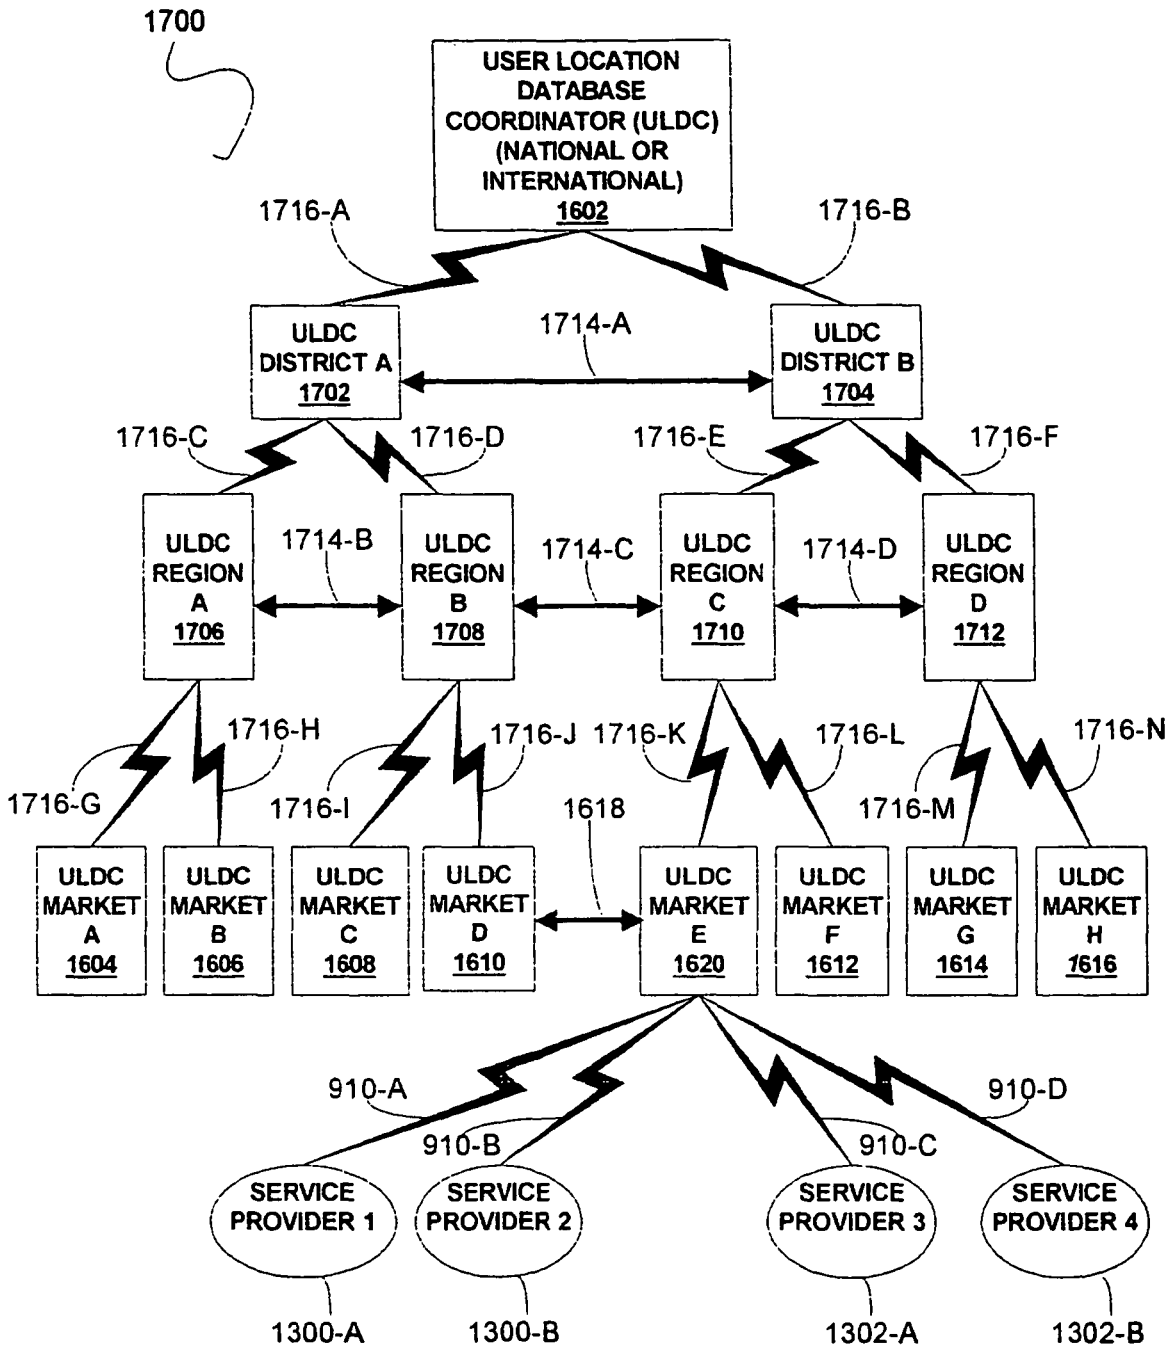 1700
USER LOCATION
DATABASE
COORDINATOR (ULDC)
(NATIONAL OR
INTERNATIONAL)
1602
1716-A
1716-B
ULDC
DISTRICT A
1702
1714-A
ULDC
DISTRICT B
1704
1716-C
1716-D
1716-E
1716-F
ULDC
REGION
A
1706
1714-B
ULDC
REGION
B
1708
1714-C
ULDC
REGION
C
1710
1714-D
ULDC
REGION
D
1712
1716-G
1716-H
1716-I
1716-J
1716-K
1716-L
1716-M
1716-N
1618
ULDC
MARKET
A
1604
ULDC
MARKET
B
1606
ULDC
MARKET
C
1608
ULDC
MARKET
D
1610
ULDC
MARKET
E
1620
ULDC
MARKET
F
1612
ULDC
MARKET
G
1614
ULDC
MARKET
H
1616
910-A
910-B
910-C
910-D
SERVICE
PROVIDER 1
SERVICE
PROVIDER 2
SERVICE
PROVIDER 3
SERVICE
PROVIDER 4
1300-A
1300-B
1302-A
1302-B